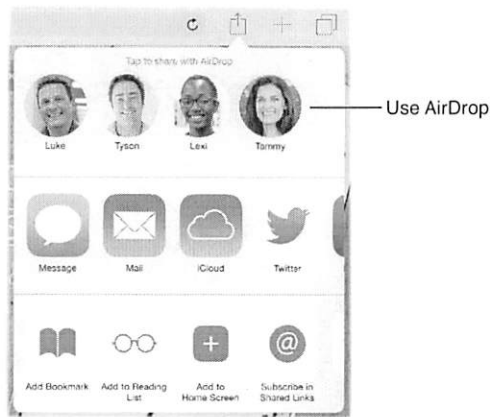 Tap to share with AirDrop
Use AirDrop
Luke Tyson Lexi Tammy
Message Mail iCloud Twitter
Add Bookmark Add to Reading List Add to Home Screen Subscribe in Shared Links